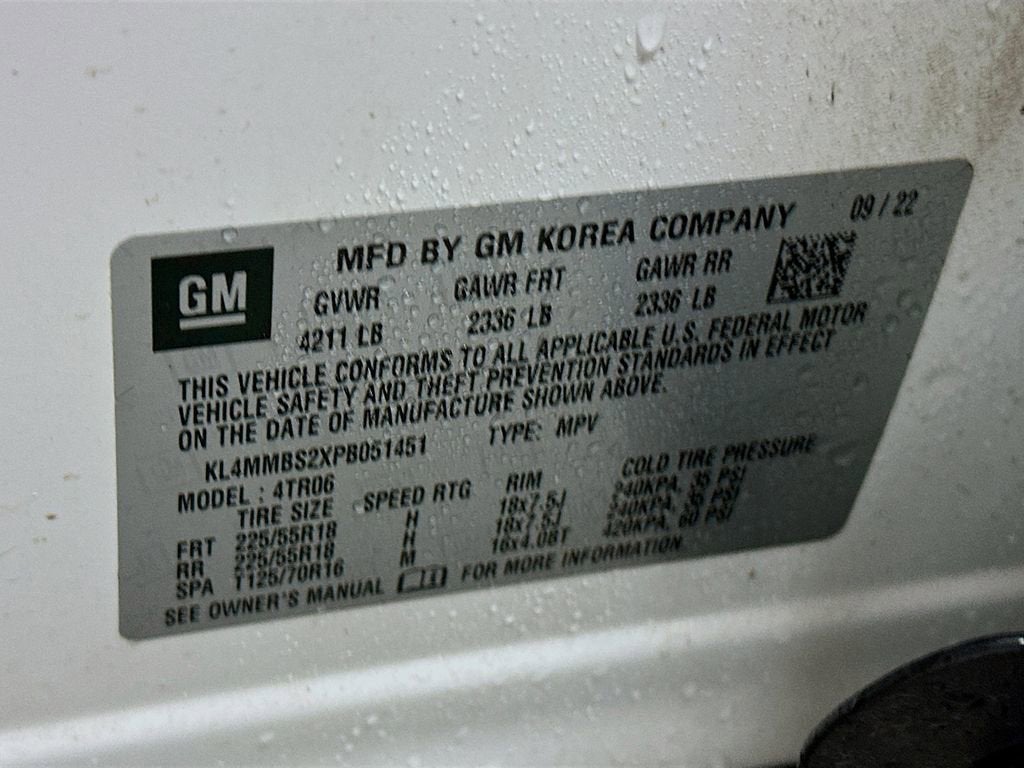 GM
MFD BY GM KOREA COMPANY 09 / 22
GVWR GAWR FRT GAWR RR
4211 LB 2336 LB 2336 LB
THIS VEHICLE CONFORMS TO ALL APPLICABLE U.S. FEDERAL MOTOR
VEHICLE SAFETY AND THEFT PREVENTION STANDARDS IN EFFECT
ON THE DATE OF MANUFACTURE SHOWN ABOVE.
KL4MMBS2XPB051451 TYPE: MPV
MODEL : 4TR06
TIRE SIZE SPEED RTG RIM COLD TIRE PRESSURE
FRT 225/55R18 H 18x7.5J 240KPA, 35 PSI
RR 225/55R18 H 18x7.5J 240KPA, 35 PSI
SPA T125/70R16 M 16x4.0BT 420KPA, 60 PSI
SEE OWNER'S MANUAL FOR MORE INFORMATION